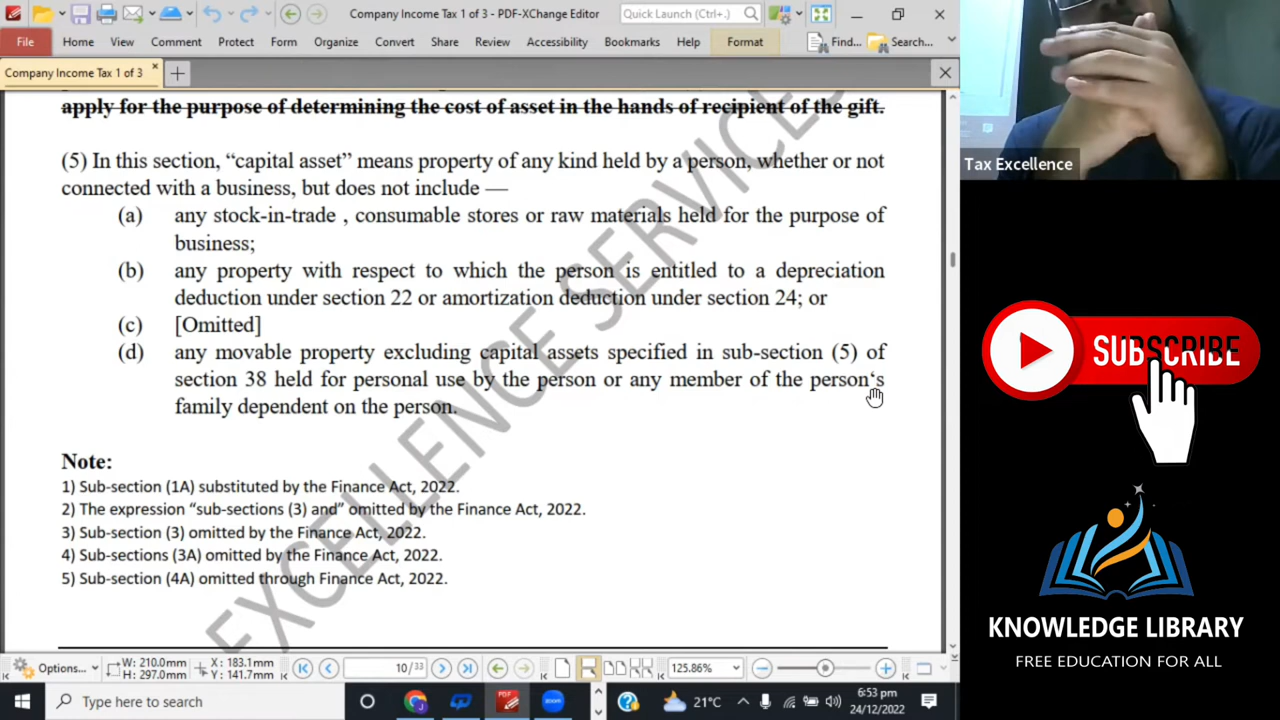 Company Income Tax 1 of 3 - PDF-XChange Editor
Quick Launch (Ctrl+.)
File Home View Comment Protect Form Organize Convert Share Review Accessibility Bookmarks Help Format Find... Search...
Company Income Tax 1 of 3
apply for the purpose of determining the cost of asset in the hands of recipient of the gift.
(5) In this section, “capital asset” means property of any kind held by a person, whether or not
connected with a business, but does not include —
(a) any stock-in-trade , consumable stores or raw materials held for the purpose of
business;
(b) any property with respect to which the person is entitled to a depreciation
deduction under section 22 or amortization deduction under section 24; or
(c) [Omitted]
(d) any movable property excluding capital assets specified in sub-section (5) of
section 38 held for personal use by the person or any member of the person‘s
family dependent on the person.
Note:
1) Sub-section (1A) substituted by the Finance Act, 2022.
2) The expression “sub-sections (3) and” omitted by the Finance Act, 2022.
3) Sub-section (3) omitted by the Finance Act, 2022.
4) Sub-sections (3A) omitted by the Finance Act, 2022.
5) Sub-section (4A) omitted through Finance Act, 2022.
EXCELLENCE SERVICES
Options...
W: 210.0mm
H: 297.0mm
X: 183.1mm
Y: 141.7mm
10 / 33
125.86%
Type here to search
21°C
6:53 pm
24/12/2022
Tax Excellence
SUBSCRIBE
KNOWLEDGE LIBRARY
FREE EDUCATION FOR ALL